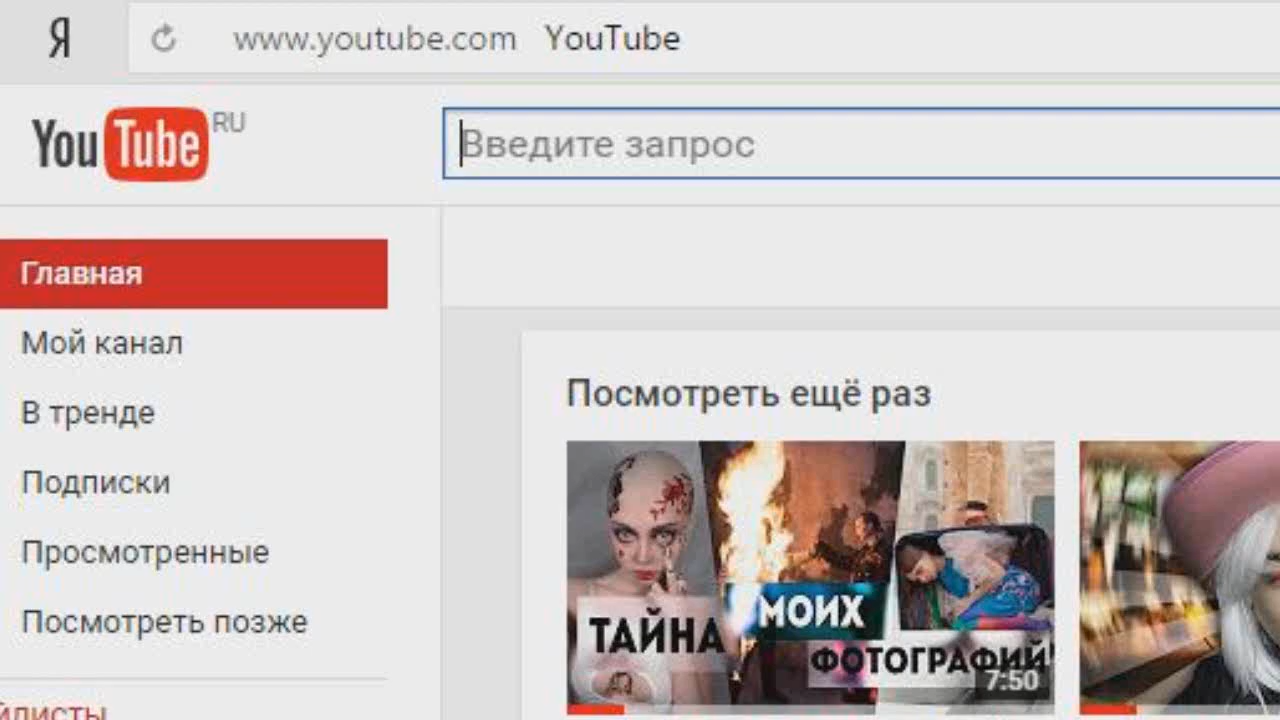 Я
www.youtube.com YouTube
YouTube RU
Введите запрос
Главная
Мой канал
В тренде
Подписки
Просмотренные
Посмотреть позже
Посмотреть ещё раз
ТАЙНА
МОИХ
ФОТОГРАФИЙ
7:50